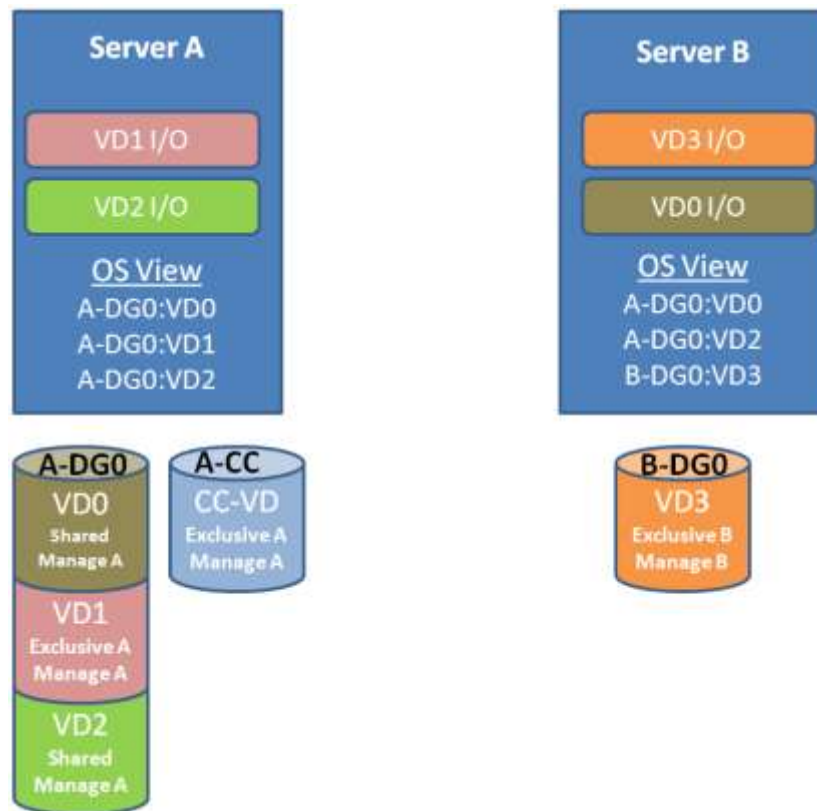 Server A
VD1 I/O
VD2 I/O
OS View
A-DG0:VD0
A-DG0:VD1
A-DG0:VD2
Server B
VD3 I/O
VD0 I/O
OS View
A-DG0:VD0
A-DG0:VD2
B-DG0:VD3
A-DG0
VD0
Shared
Manage A
VD1
Exclusive A
Manage A
VD2
Shared
Manage A
A-CC
CC-VD
Exclusive A
Manage A
B-DG0
VD3
Exclusive B
Manage B